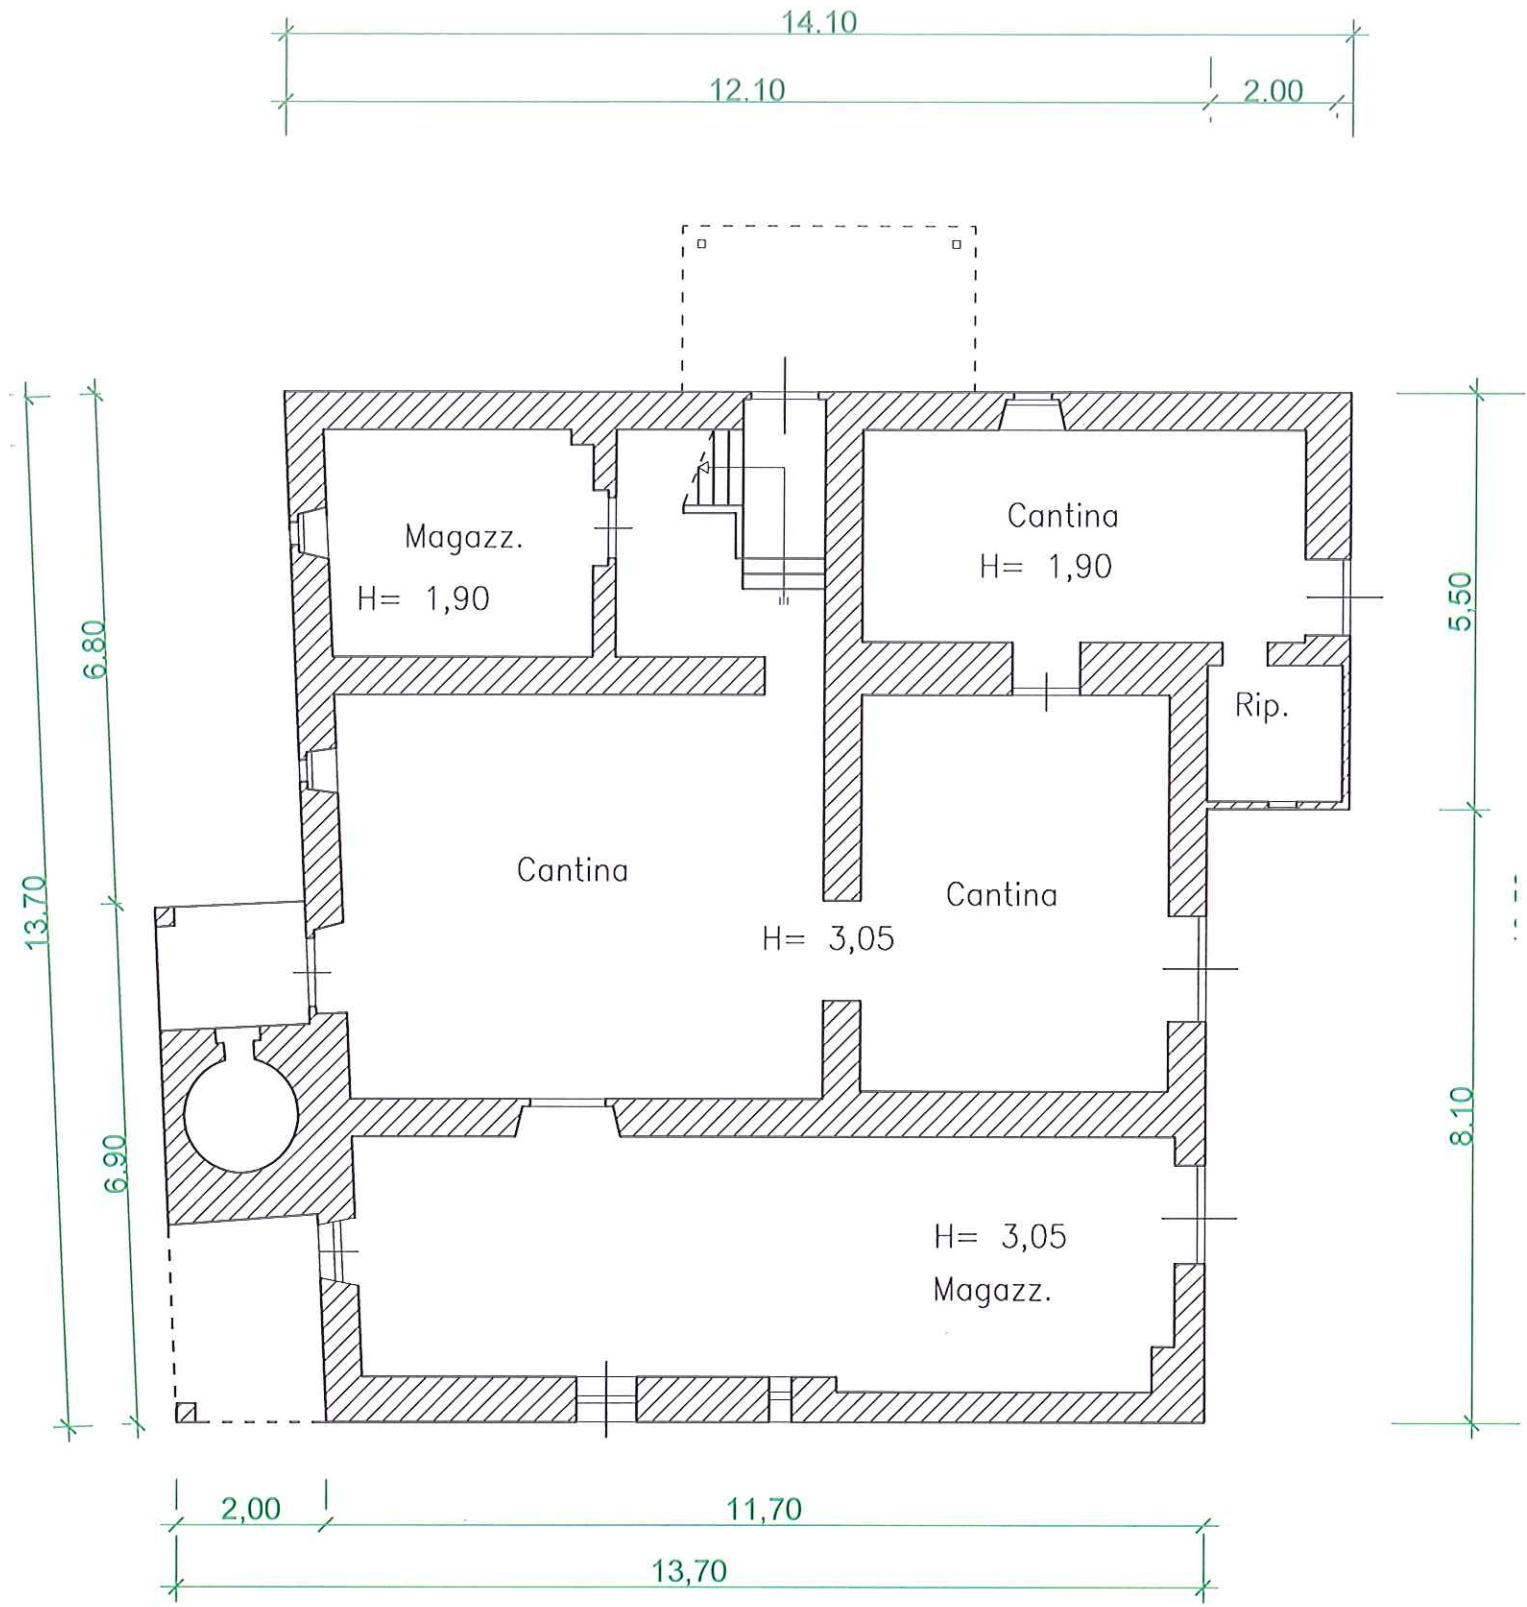 14.10
12.10
2.00
Cantina
H= 1,90
Magazz.
H= 1,90
5,50
6.80
Rip.
Cantina
Cantina
13.70
H= 3,05
8.10
6.90
H= 3,05
Magazz.
2,00
11,70
13,70